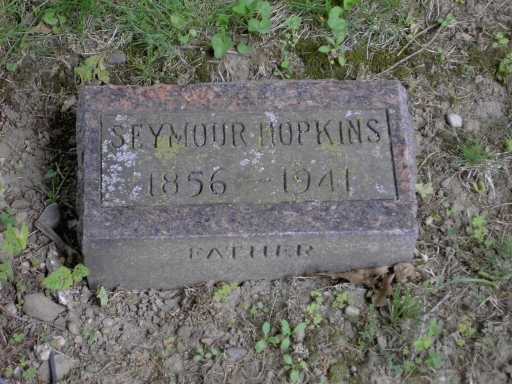 SEYMOUR HOPKINS
1856 — 1941
FATHER